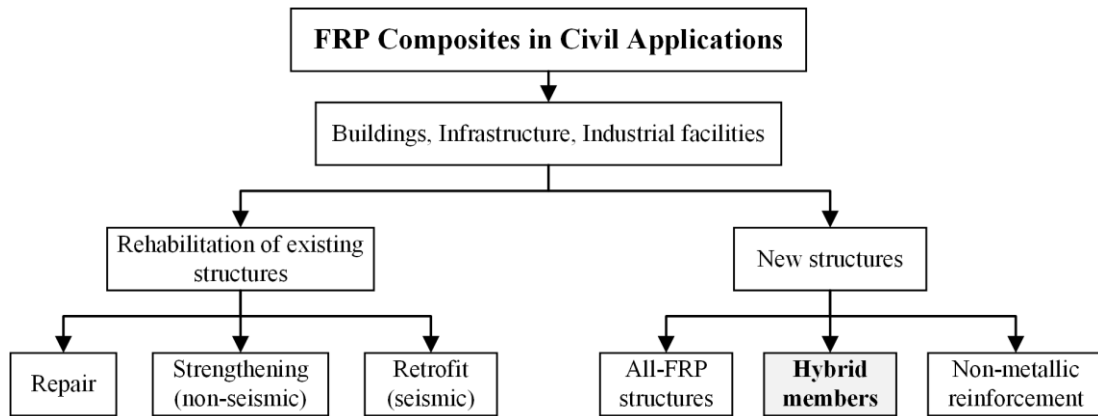 FRP Composites in Civil Applications
Buildings, Infrastructure, Industrial facilities
Rehabilitation of existing
structures
New structures
Repair
Strengthening
(non-seismic)
Retrofit
(seismic)
All-FRP
structures
Hybrid
members
Non-metallic
reinforcement